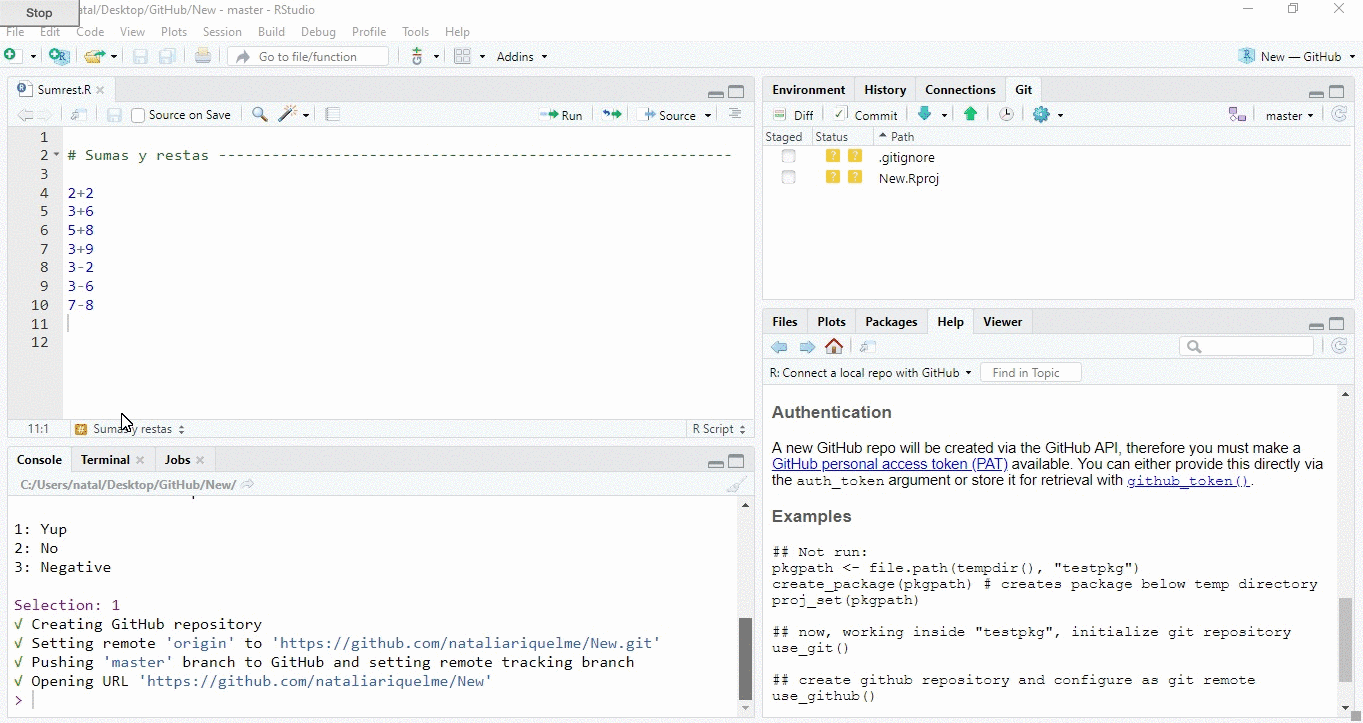 Stop
tal/Desktop/GitHub/New - master - RStudio
File Edit Code View Plots Session Build Debug Profile Tools Help
Go to file/function
Addins
New — GitHub
Sumrest.R
Source on Save
Run
Source
1
2 # Sumas y restas ---------------------------------------------------------------
3
4 2+2
5 3+6
6 5+8
7 3+9
8 3-2
9 3-6
10 7-8
11
12
11:1
Sumas y restas
R Script
Console Terminal Jobs
C:/Users/natal/Desktop/GitHub/New/
1: Yup
2: No
3: Negative
Selection: 1
√ Creating GitHub repository
√ Setting remote 'origin' to 'https://github.com/nataliariquelme/New.git'
√ Pushing 'master' branch to GitHub and setting remote tracking branch
√ Opening URL 'https://github.com/nataliariquelme/New'
>
Environment History Connections Git
Diff Commit master
Staged Status Path
? ? .gitignore
? ? New.Rproj
Files Plots Packages Help Viewer
R: Connect a local repo with GitHub
Find in Topic
Authentication
A new GitHub repo will be created via the GitHub API, therefore you must make a
GitHub personal access token (PAT) available. You can either provide this directly via
the auth_token argument or store it for retrieval with github_token().
Examples
## Not run:
pkgpath <- file.path(tempdir(), "testpkg")
create_package(pkgpath) # creates package below temp directory
proj_set(pkgpath)
## now, working inside "testpkg", initialize git repository
use_git()
## create github repository and configure as git remote
use_github()